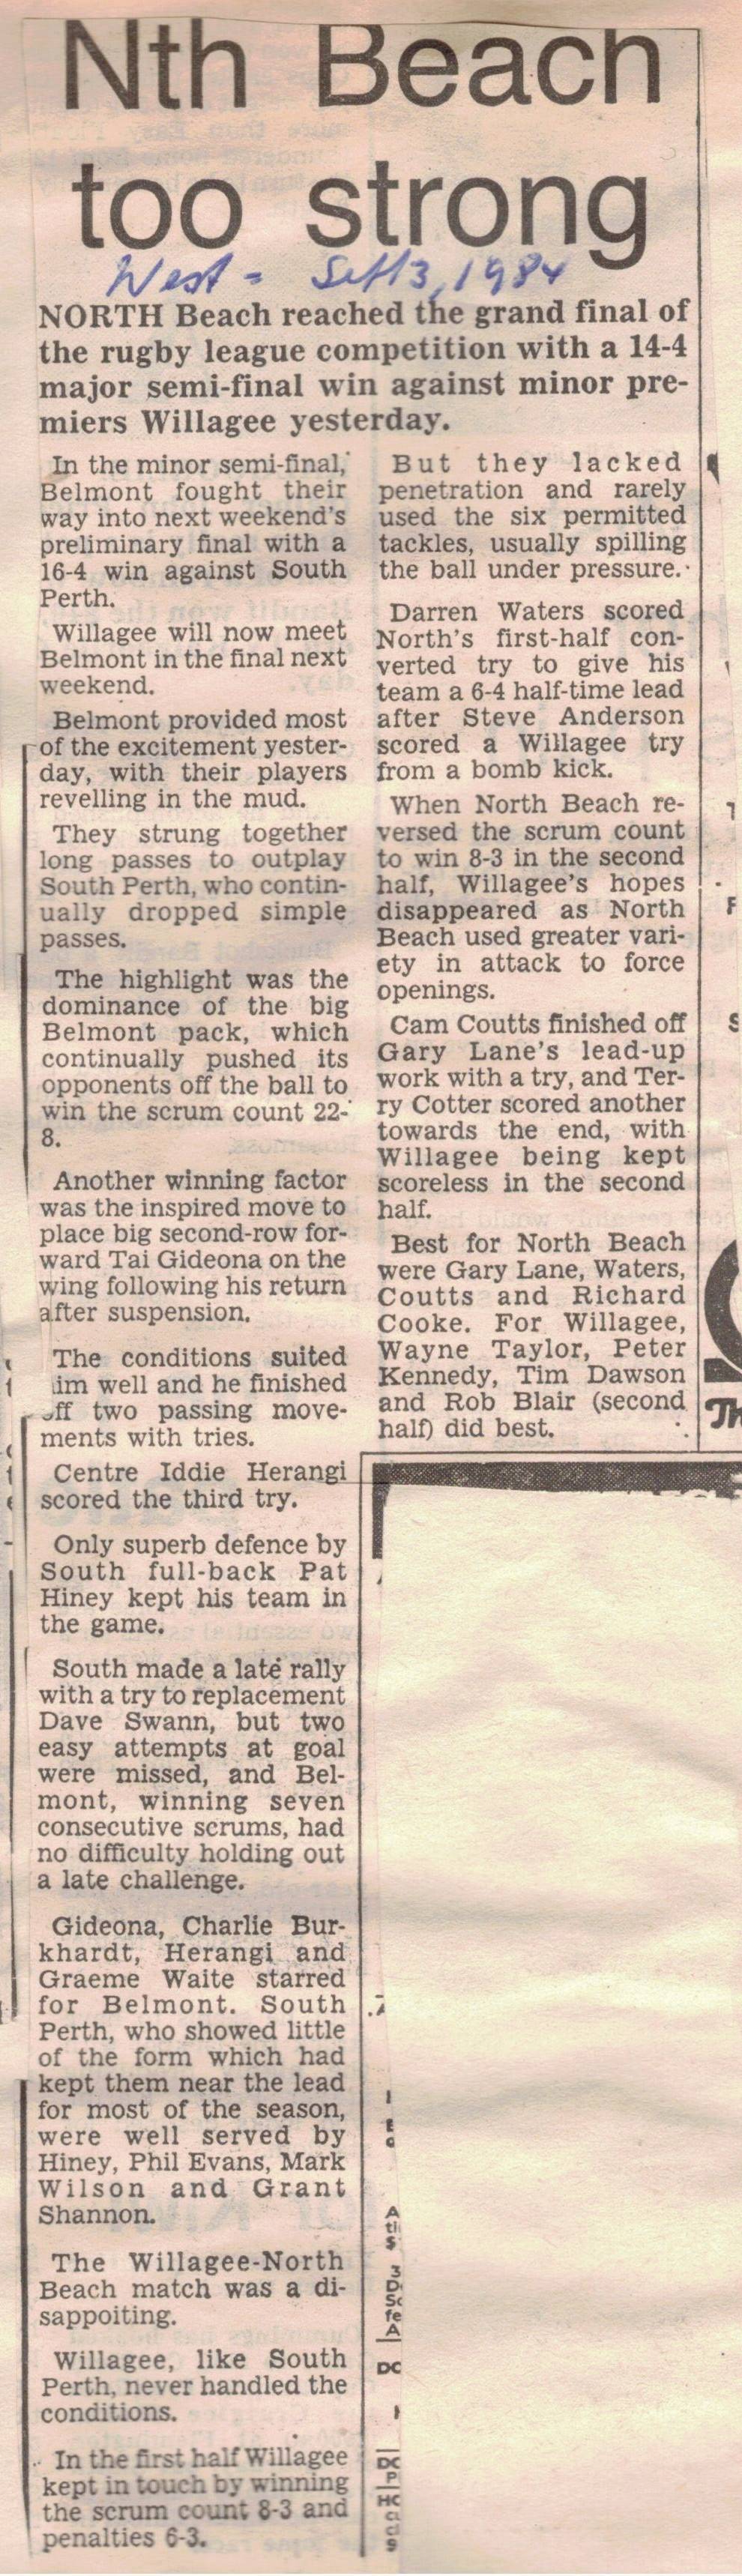 Nth Beach
too strong
West - Sept 3, 1984
NORTH Beach reached the grand final of
the rugby league competition with a 14-4
major semi-final win against minor pre-
miers Willagee yesterday.
In the minor semi-final,
Belmont fought their
way into next weekend's
preliminary final with a
16-4 win against South
Perth.
Willagee will now meet
Belmont in the final next
weekend.
Belmont provided most
of the excitement yester-
day, with their players
revelling in the mud.
They strung together
long passes to outplay
South Perth, who contin-
ually dropped simple
passes.
The highlight was the
dominance of the big
Belmont pack, which
continually pushed its
opponents off the ball to
win the scrum count 22-
8.
Another winning factor
was the inspired move to
place big second-row for-
ward Tai Gideona on the
wing following his return
after suspension.
The conditions suited
im well and he finished
ff two passing move-
ments with tries.
Centre Iddie Herangi
scored the third try.
Only superb defence by
South full-back Pat
Hiney kept his team in
the game.
South made a late rally
with a try to replacement
Dave Swann, but two
easy attempts at goal
were missed, and Bel-
mont, winning seven
consecutive scrums, had
no difficulty holding out
a late challenge.
Gideona, Charlie Bur-
khardt, Herangi and
Graeme Waite starred
for Belmont. South
Perth, who showed little
of the form which had
kept them near the lead
for most of the season,
were well served by
Hiney, Phil Evans, Mark
Wilson and Grant
Shannon.
The Willagee-North
Beach match was a di-
sappoiting.
Willagee, like South
Perth, never handled the
conditions.
In the first half Willagee
kept in touch by winning
the scrum count 8-3 and
penalties 6-3.
But they lacked
penetration and rarely
used the six permitted
tackles, usually spilling
the ball under pressure.
Darren Waters scored
North's first-half con-
verted try to give his
team a 6-4 half-time lead
after Steve Anderson
scored a Willagee try
from a bomb kick.
When North Beach re-
versed the scrum count
to win 8-3 in the second
half, Willagee's hopes
disappeared as North
Beach used greater vari-
ety in attack to force
openings.
Cam Coutts finished off
Gary Lane's lead-up
work with a try, and Ter-
ry Cotter scored another
towards the end, with
Willagee being kept
scoreless in the second
half.
Best for North Beach
were Gary Lane, Waters,
Coutts and Richard
Cooke. For Willagee,
Wayne Taylor, Peter
Kennedy, Tim Dawson
and Rob Blair (second
half) did best.